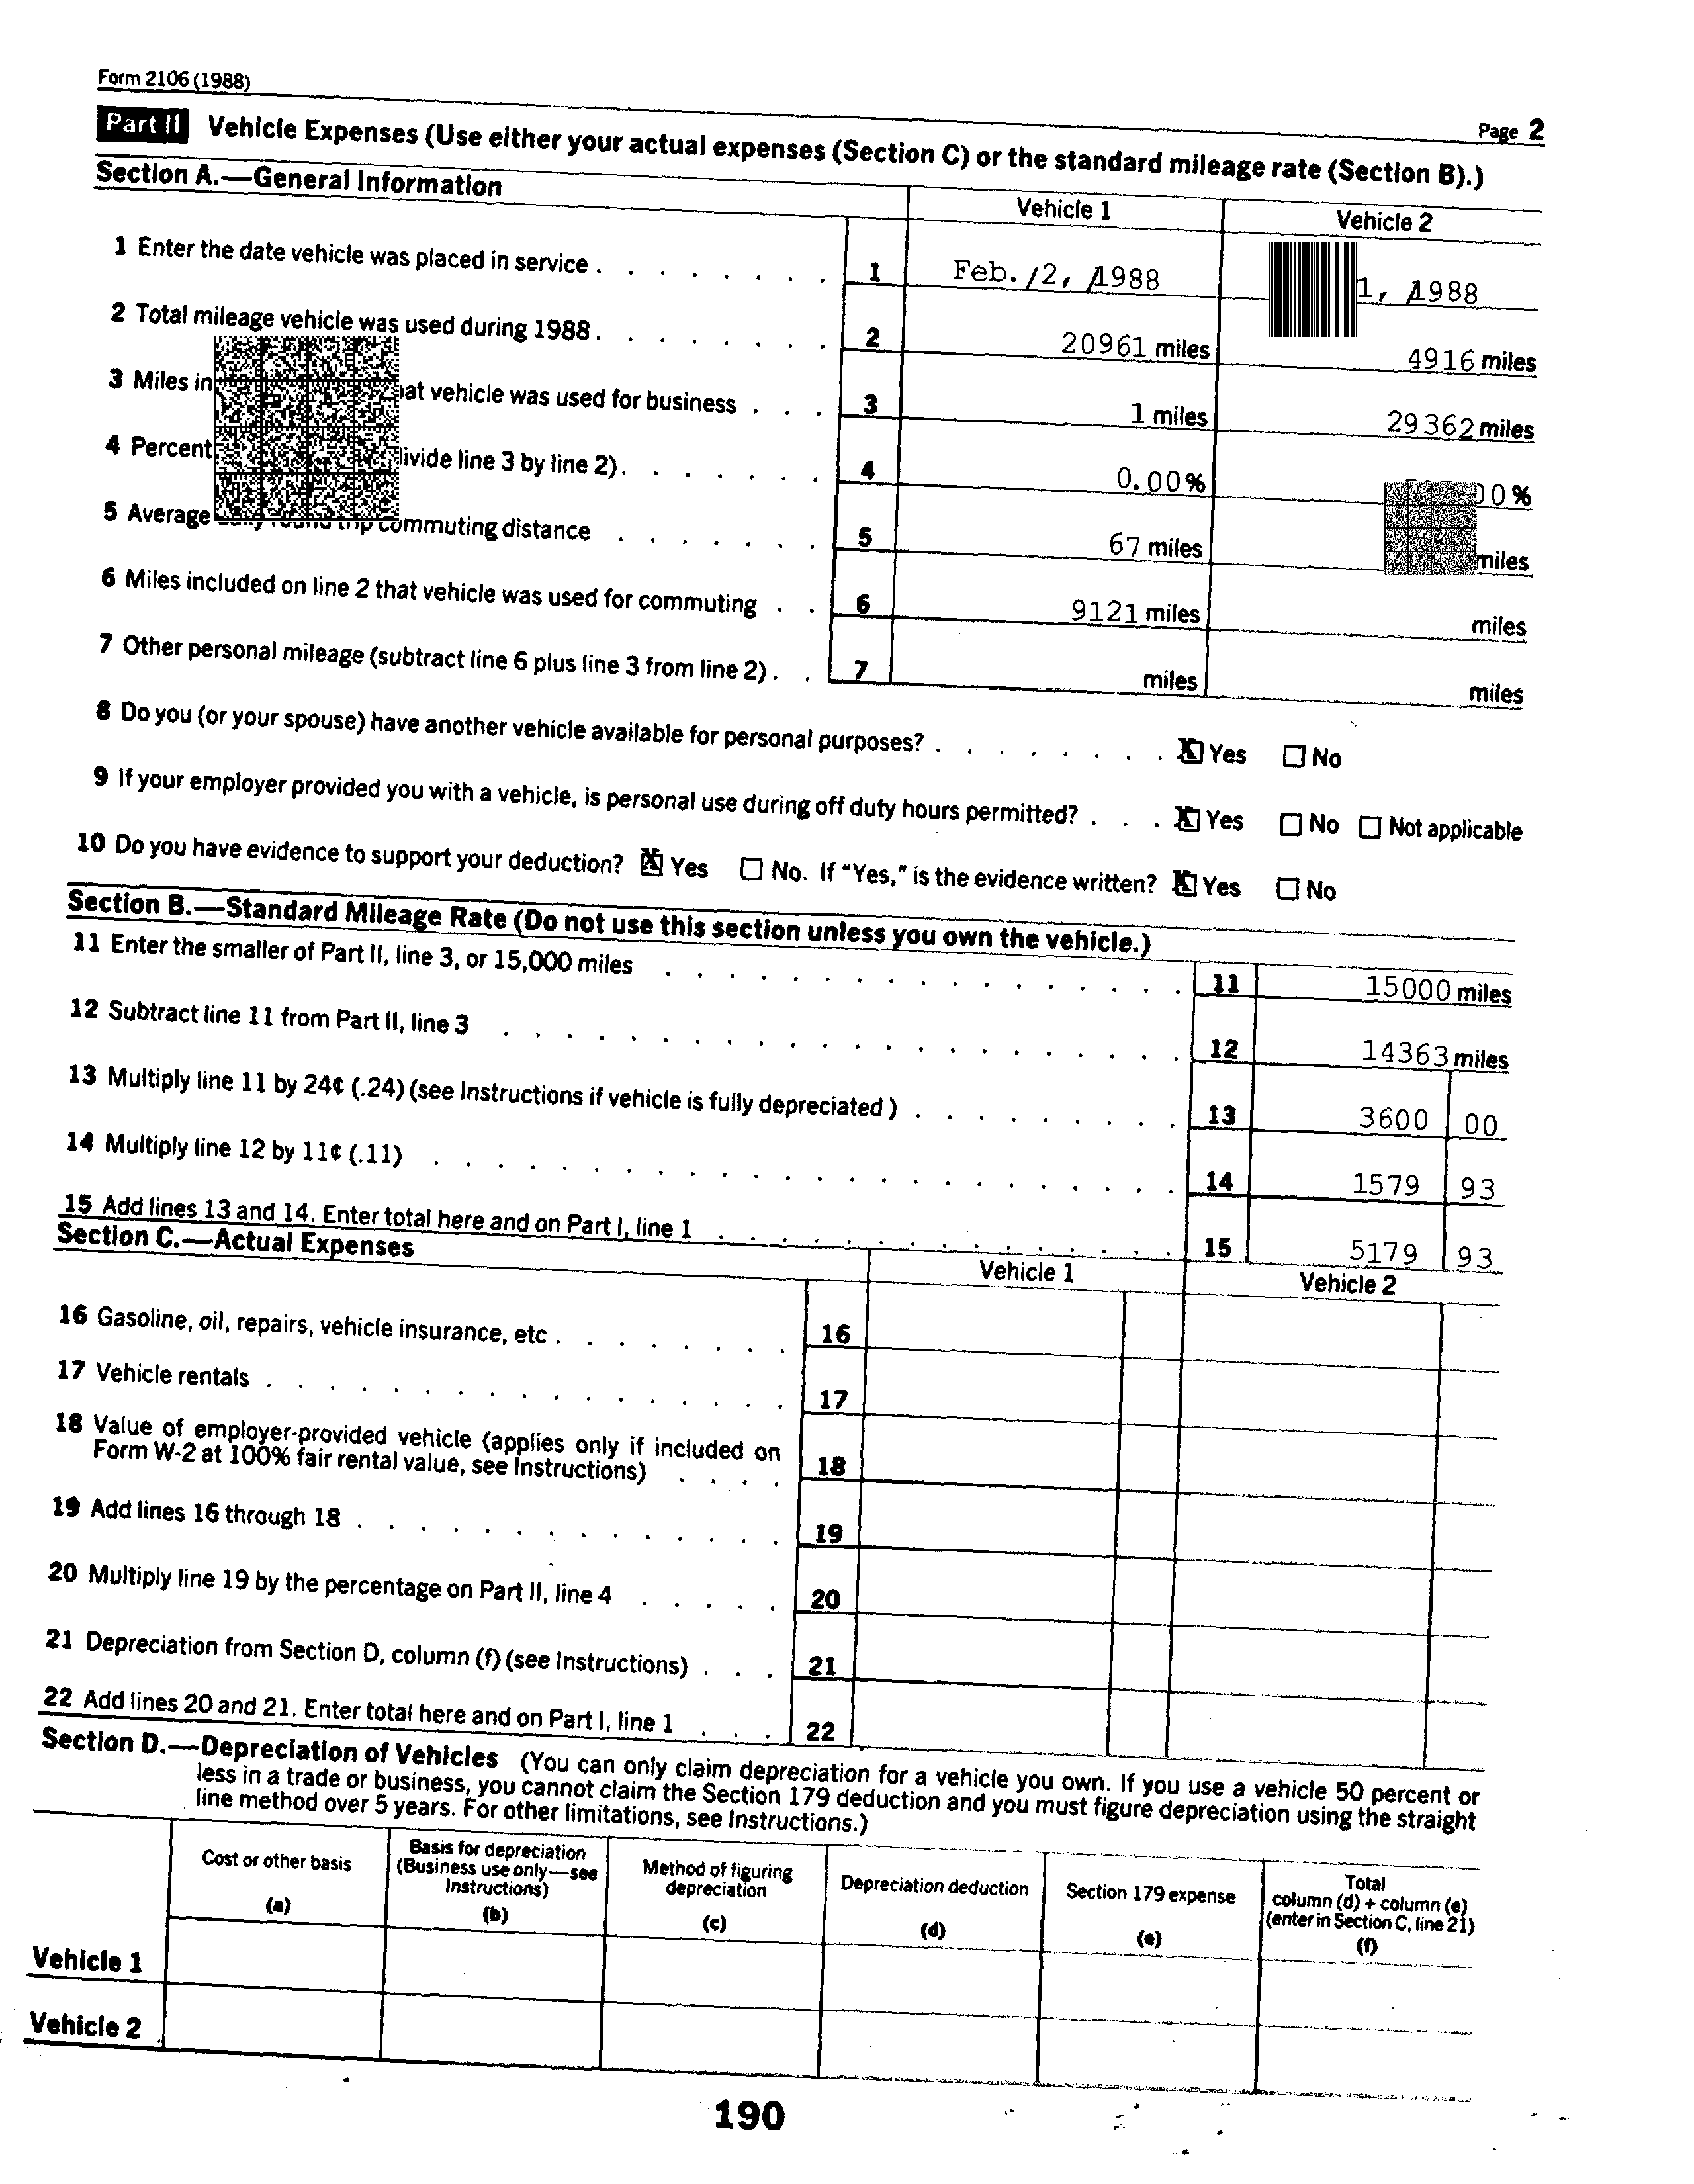 Form 2106 (1988)
Page 2
Part II Vehicle Expenses (Use either your actual expenses (Section C) or the standard mileage rate (Section B).)
Section A.—General Information
Vehicle 1 Vehicle 2
1 Enter the date vehicle was placed in service . . . . . . . . 1 Feb./2, /1988 1, /1988
2 Total mileage vehicle was used during 1988 . . . . . . . . 2 20961 miles 4916 miles
3 Miles in at vehicle was used for business . . . 3 1 miles 29362 miles
4 Percent ivide line 3 by line 2) . . . . . . . 4 0.00% 00%
5 Average daily round trip commuting distance . . . . . . . 5 67 miles miles
6 Miles included on line 2 that vehicle was used for commuting . . 6 9121 miles miles
7 Other personal mileage (subtract line 6 plus line 3 from line 2) . . 7 miles miles
8 Do you (or your spouse) have another vehicle available for personal purposes? . . . . . . . . X Yes No
9 If your employer provided you with a vehicle, is personal use during off duty hours permitted? . . . X Yes No Not applicable
10 Do you have evidence to support your deduction? X Yes No. If “Yes,” is the evidence written? X Yes No
Section B.—Standard Mileage Rate (Do not use this section unless you own the vehicle.)
11 Enter the smaller of Part II, line 3, or 15,000 miles . . . . . . . . . . . . . . . . . 11 15000 miles
12 Subtract line 11 from Part II, line 3 . . . . . . . . . . . . . . . . . . . . . . 12 14363 miles
13 Multiply line 11 by 24¢ (.24) (see Instructions if vehicle is fully depreciated ) . . . . . . . . . 13 3600 00
14 Multiply line 12 by 11¢ (.11) . . . . . . . . . . . . . . . . . . . . . . . . 14 1579 93
15 Add lines 13 and 14. Enter total here and on Part I, line 1 . . . . . . . . . . . . . . . 15 5179 93
Section C.—Actual Expenses
Vehicle 1 Vehicle 2
16 Gasoline, oil, repairs, vehicle insurance, etc . . . . . . . . 16
17 Vehicle rentals . . . . . . . . . . . . . . . . . 17
18 Value of employer-provided vehicle (applies only if included on
Form W-2 at 100% fair rental value, see Instructions) . . . . 18
19 Add lines 16 through 18 . . . . . . . . . . . . . . 19
20 Multiply line 19 by the percentage on Part II, line 4 . . . . . 20
21 Depreciation from Section D, column (f) (see Instructions) . . . 21
22 Add lines 20 and 21. Enter total here and on Part I, line 1 . . . 22
Section D.—Depreciation of Vehicles (You can only claim depreciation for a vehicle you own. If you use a vehicle 50 percent or
less in a trade or business, you cannot claim the Section 179 deduction and you must figure depreciation using the straight
line method over 5 years. For other limitations, see Instructions.)
Cost or other basis
(a)
Basis for depreciation
(Business use only—see
Instructions)
(b)
Method of figuring
depreciation
(c)
Depreciation deduction
(d)
Section 179 expense
(e)
Total
column (d) + column (e)
(enter in Section C, line 21)
(f)
Vehicle 1
Vehicle 2
190